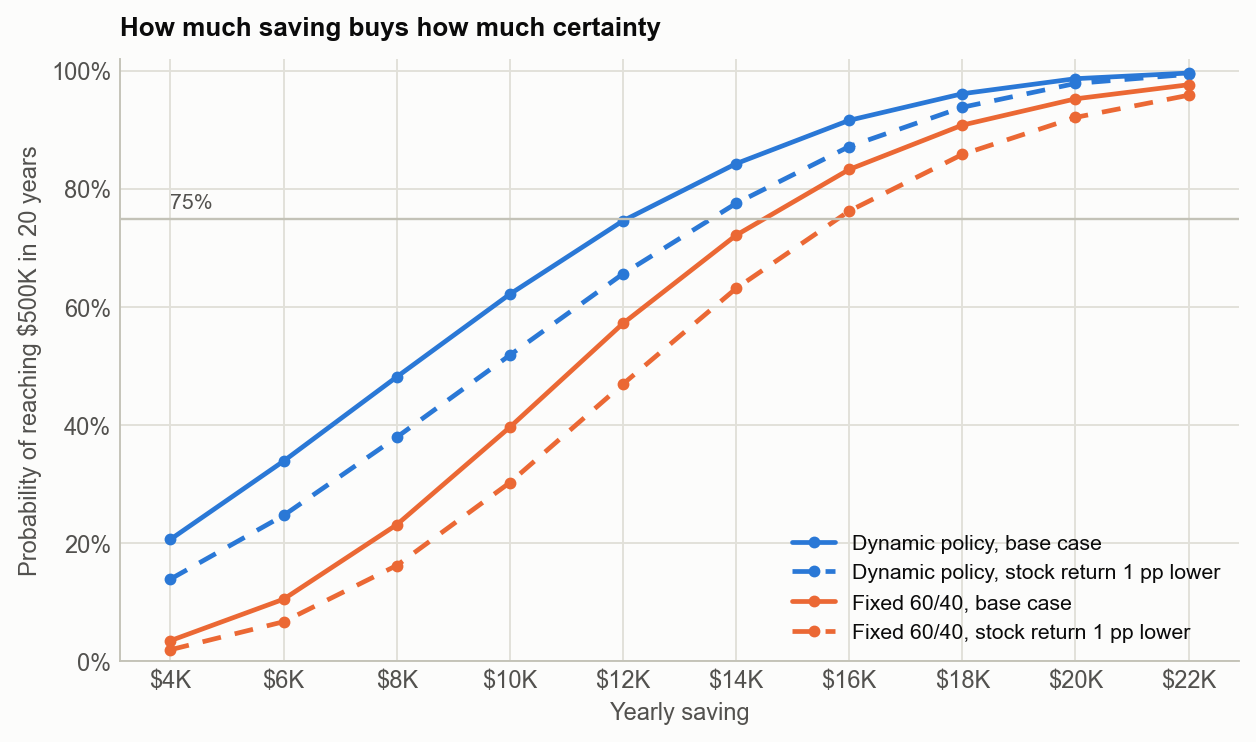 How much saving buys how much certainty
Probability of reaching $500K in 20 years
100%
80%
75%
60%
40%
20%
0%
Dynamic policy, base case
Dynamic policy, stock return 1 pp lower
Fixed 60/40, base case
Fixed 60/40, stock return 1 pp lower
$4K $6K $8K $10K $12K $14K $16K $18K $20K $22K
Yearly saving